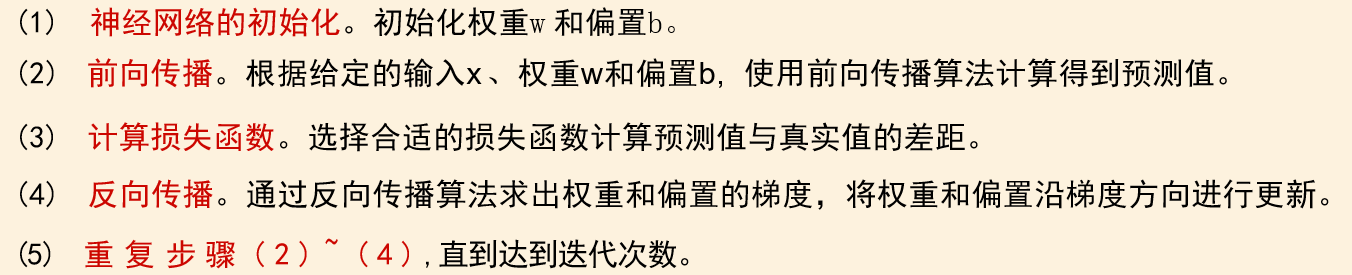 (1) 神经网络的初始化。初始化权重w 和偏置b。
(2) 前向传播。根据给定的输入x、权重w和偏置b, 使用前向传播算法计算得到预测值。
(3) 计算损失函数。选择合适的损失函数计算预测值与真实值的差距。
(4) 反向传播。通过反向传播算法求出权重和偏置的梯度，将权重和偏置沿梯度方向进行更新。
(5) 重 复 步 骤（2）~（4）, 直到达到迭代次数。